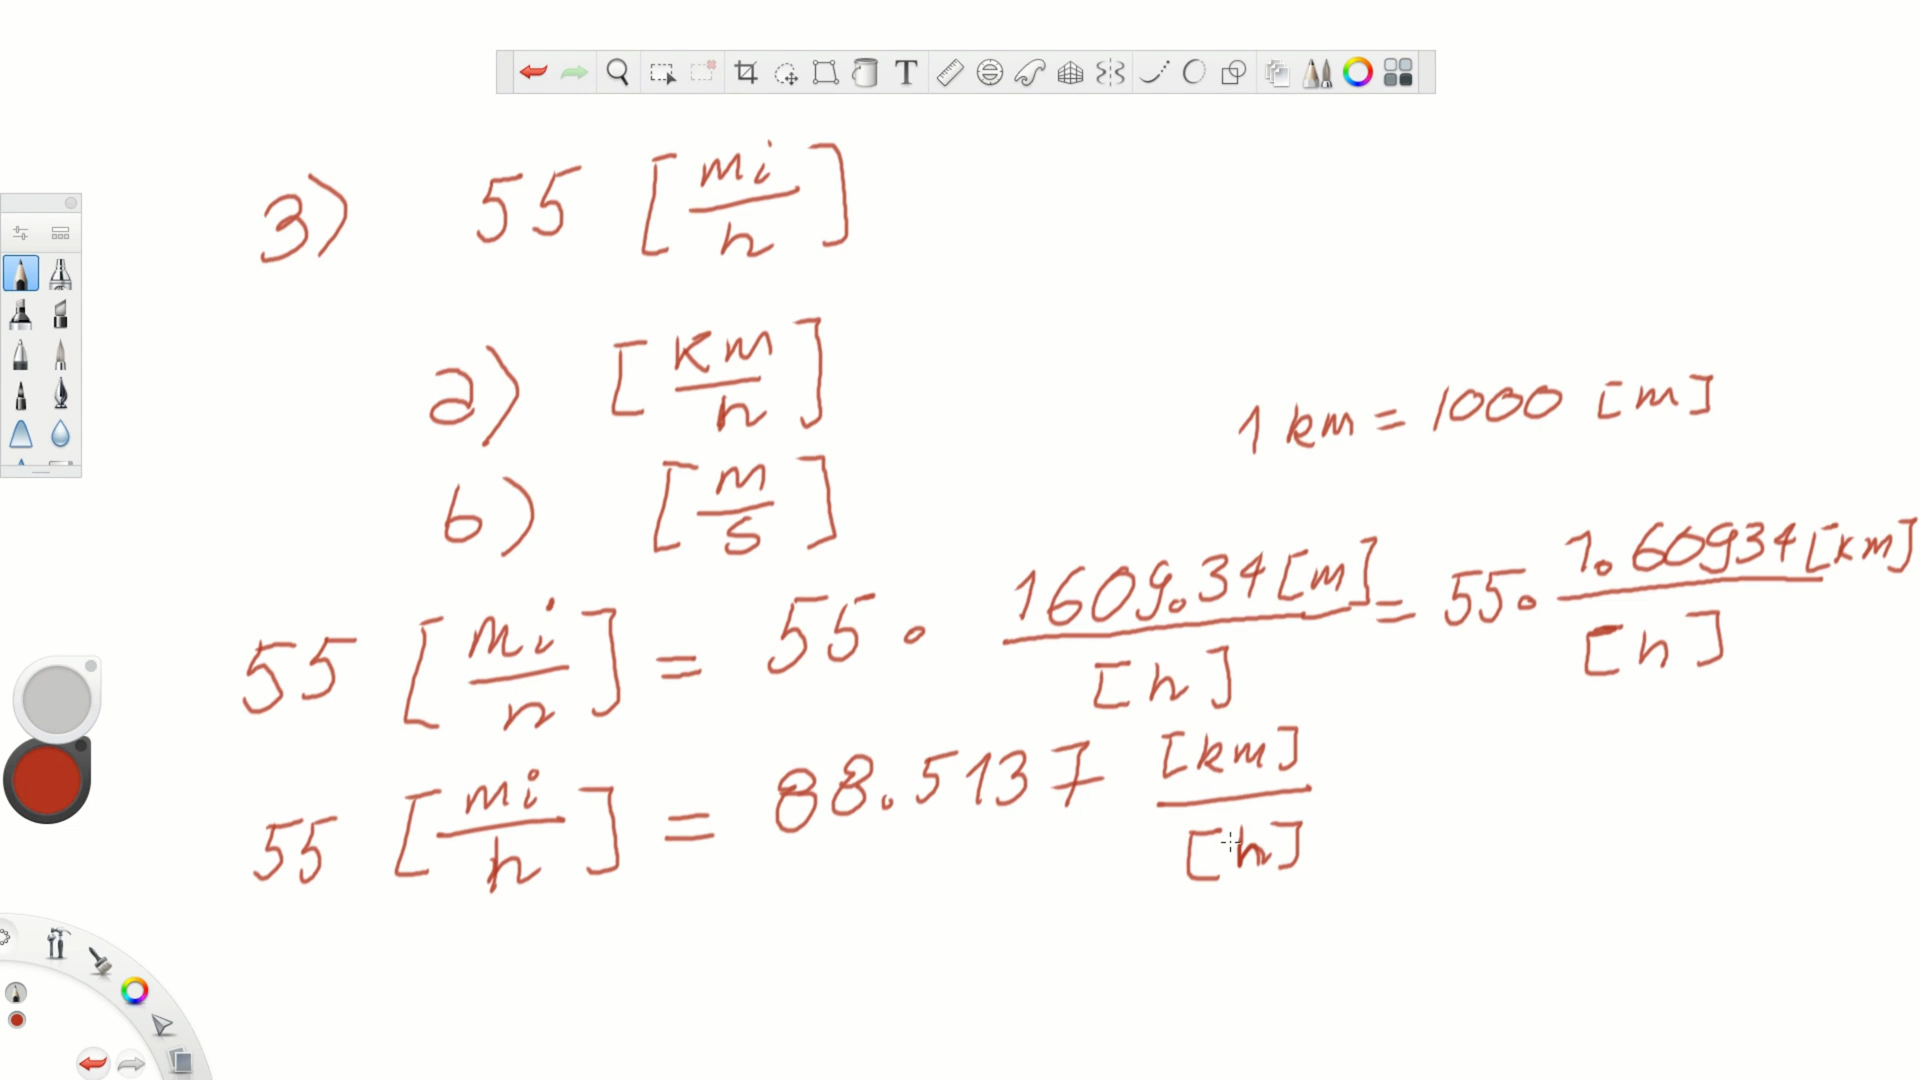 3) 55 [mi/h]
a) [km/h]
1 km = 1000 [m]
b) [m/s]
55 [mi/h] = 55 · 1609.34[m]/[h] = 55 · 1.60934[km]/[h]
55 [mi/h] = 88.5137 [km]/[h]